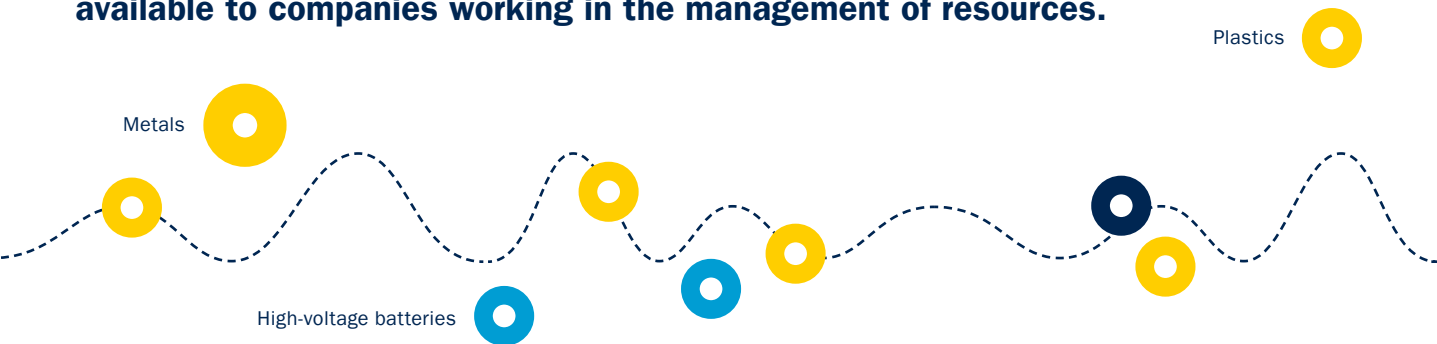 available to companies working in the management of resources.
Plastics
Metals
High-voltage batteries